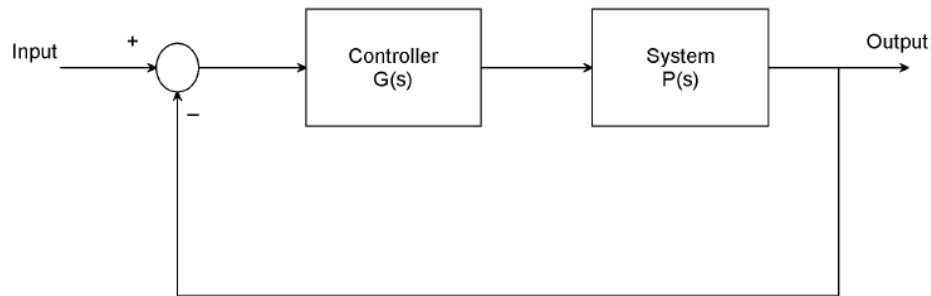 Input
+
Controller
G(s)
System
P(s)
Output
–